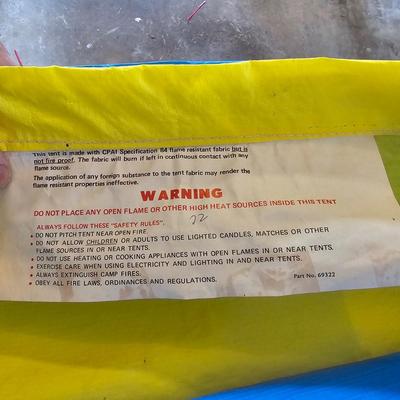 This tent is made with CPAI Specification 84 flame resistant fabric but is
not fire proof. The fabric will burn if left in continuous contact with any
flame source.
The application of any foreign substance to the tent fabric may render the
flame resistant properties ineffective.
WARNING
DO NOT PLACE ANY OPEN FLAME OR OTHER HIGH HEAT SOURCES INSIDE THIS TENT
ALWAYS FOLLOW THESE "SAFETY RULES".
• DO NOT PITCH TENT NEAR OPEN FIRE.
• DO NOT ALLOW CHILDREN OR ADULTS TO USE LIGHTED CANDLES, MATCHES OR OTHER
FLAME SOURCES IN OR NEAR TENTS.
• DO NOT USE HEATING OR COOKING APPLIANCES WITH OPEN FLAMES IN OR NEAR TENTS.
• EXERCISE CARE WHEN USING ELECTRICITY AND LIGHTING IN AND NEAR TENTS.
• ALWAYS EXTINGUISH CAMP FIRES.
• OBEY ALL FIRE LAWS, ORDINANCES AND REGULATIONS.
Part No. 69322